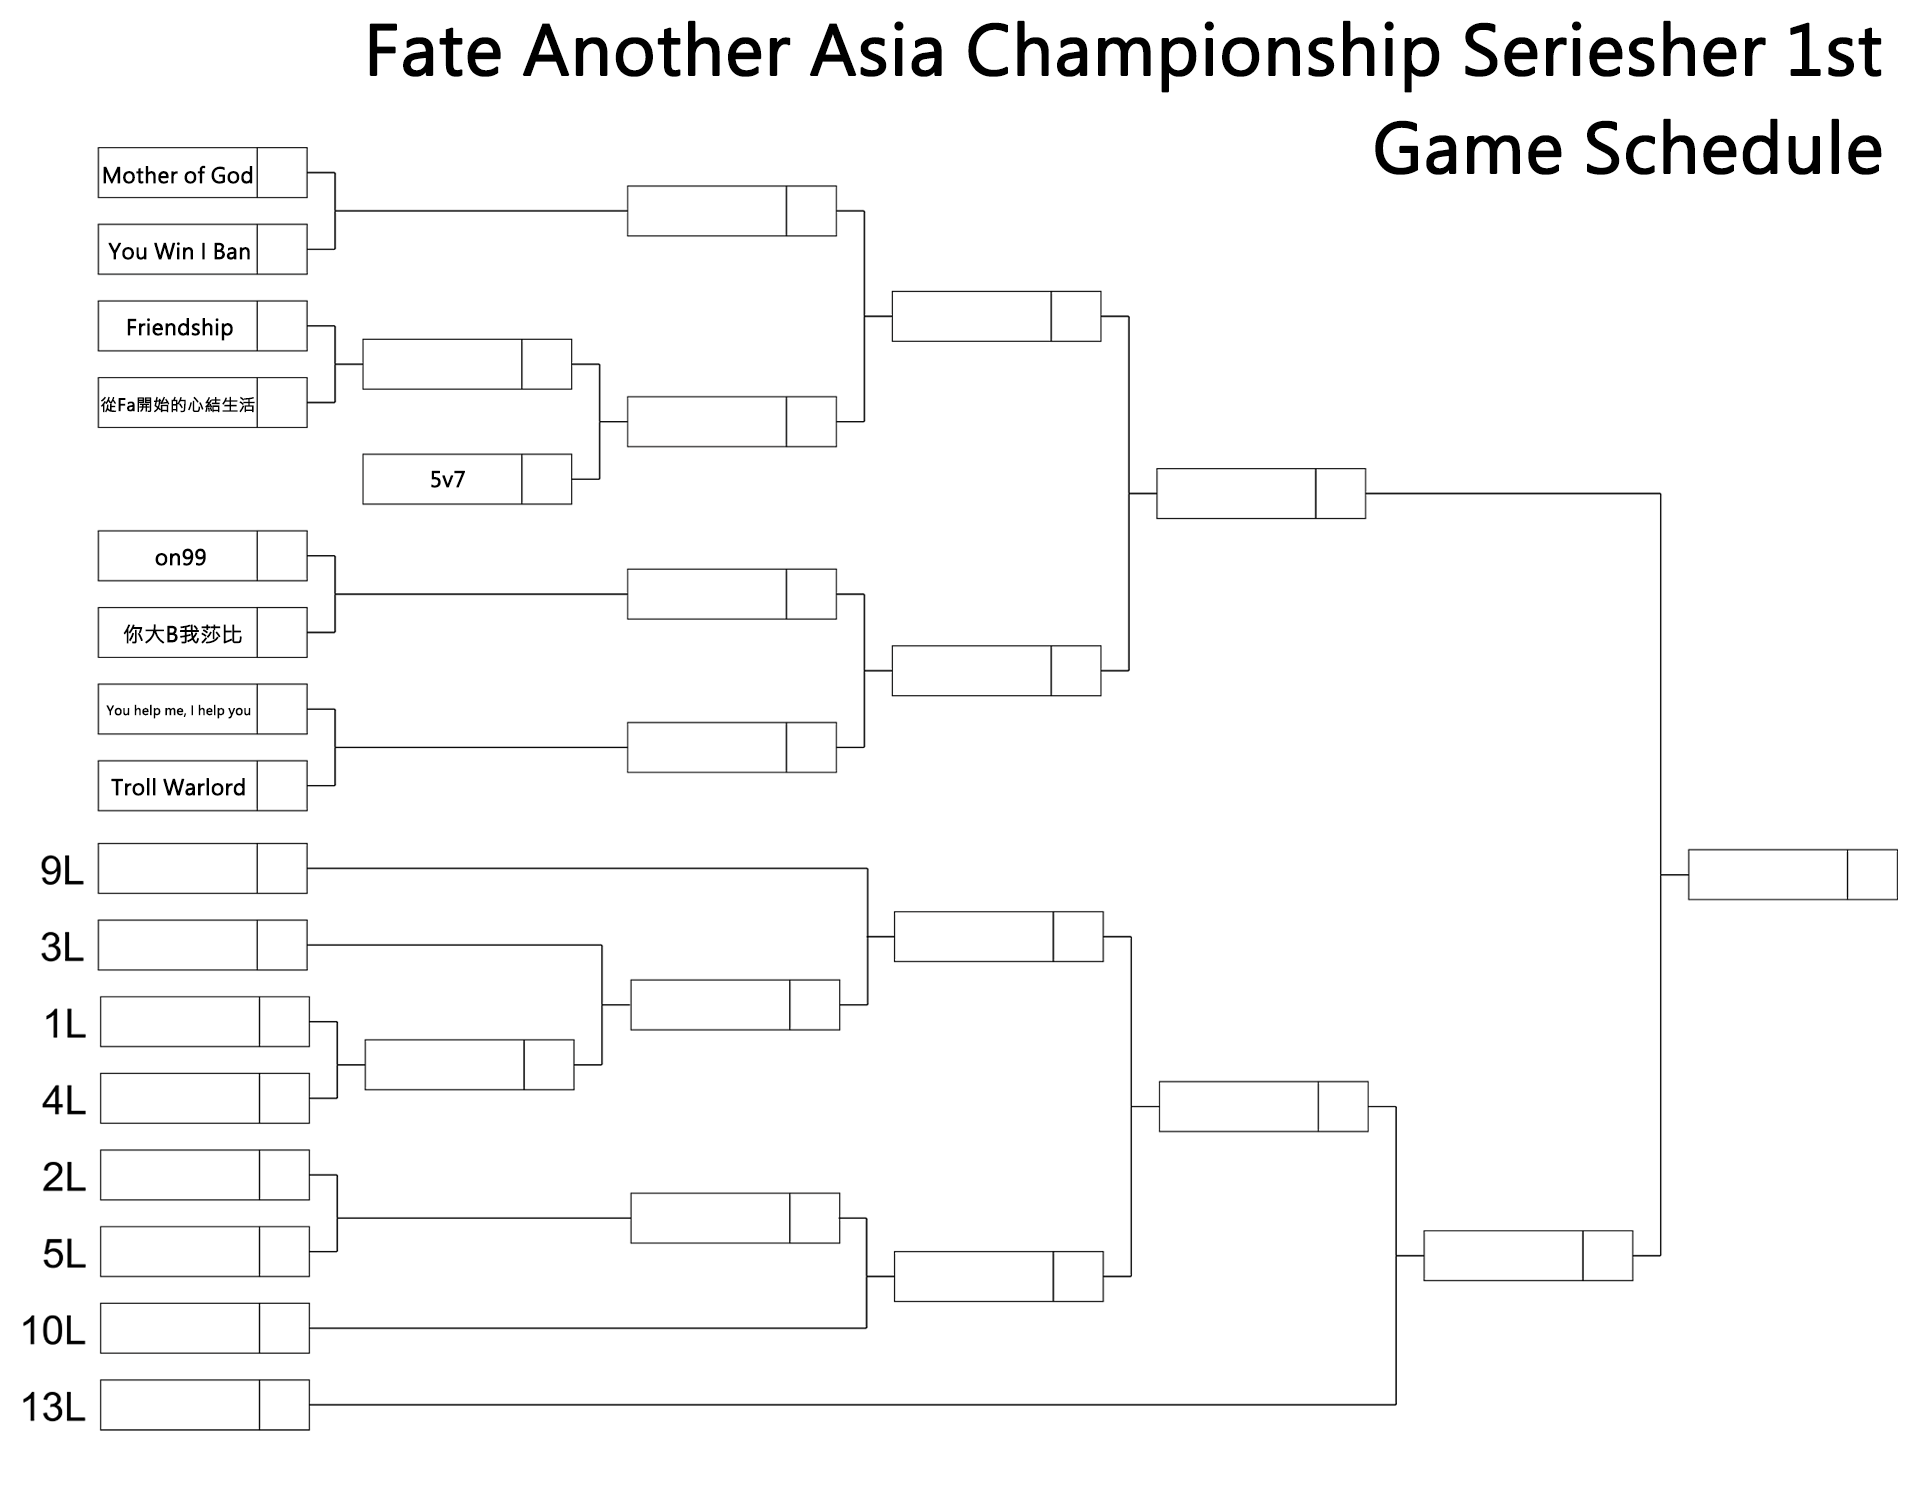 Fate Another Asia Championship Seriesher 1st
Game Schedule
Mother of God
You Win I Ban
Friendship
從Fa開始的心結生活
5v7
on99
你大B我莎比
You help me, I help you
Troll Warlord
9L
3L
1L
4L
2L
5L
10L
13L